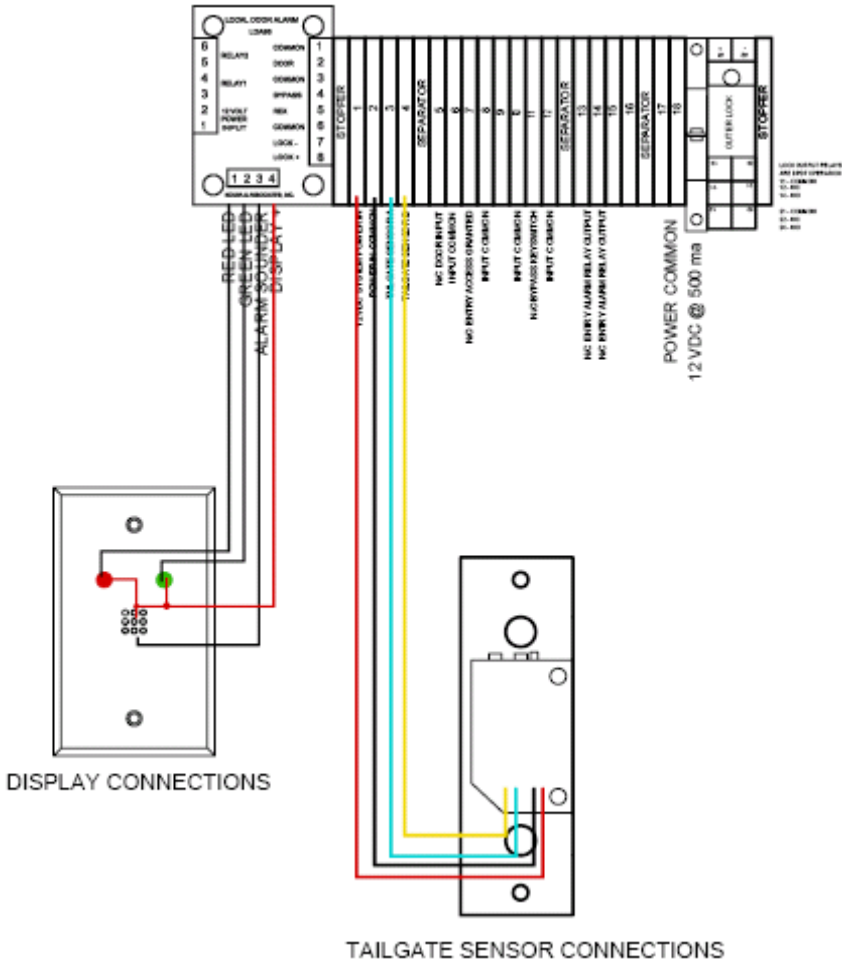 LOCAL DOOR ALARM
6
5 RELAY2
4
3 RELAY1
2 12 VOLT
POWER
1 INPUT
COMMON 1
DOOR 2
COMMON 3
BYPASS 4
REX 5
COMMON 6
LOCK - 7
LOCK + 8
1 2 3 4
STOPPER
1
2
3
4
SEPARATOR
5
6
7
8
9
11
12
SEPARATOR
13
14
15
16
SEPARATOR
17
18
OUTER LOCK
STOPPER
LOCK OUTPUT RELAYS
RED LED
GREEN LED
ALARM SOUNDER
DISPLAY +
N/C DOOR INPUT
INPUT COMMON
N/O ENTRY ACCESS GRANTED
INPUT COMMON
INPUT COMMON
N/C BYPASS KEYSWITCH
INPUT COMMON
N/C ENTRY ALARM RELAY OUTPUT
N/C ENTRY ALARM RELAY OUTPUT
POWER COMMON
12 VDC @ 500 ma
DISPLAY CONNECTIONS
TAILGATE SENSOR CONNECTIONS